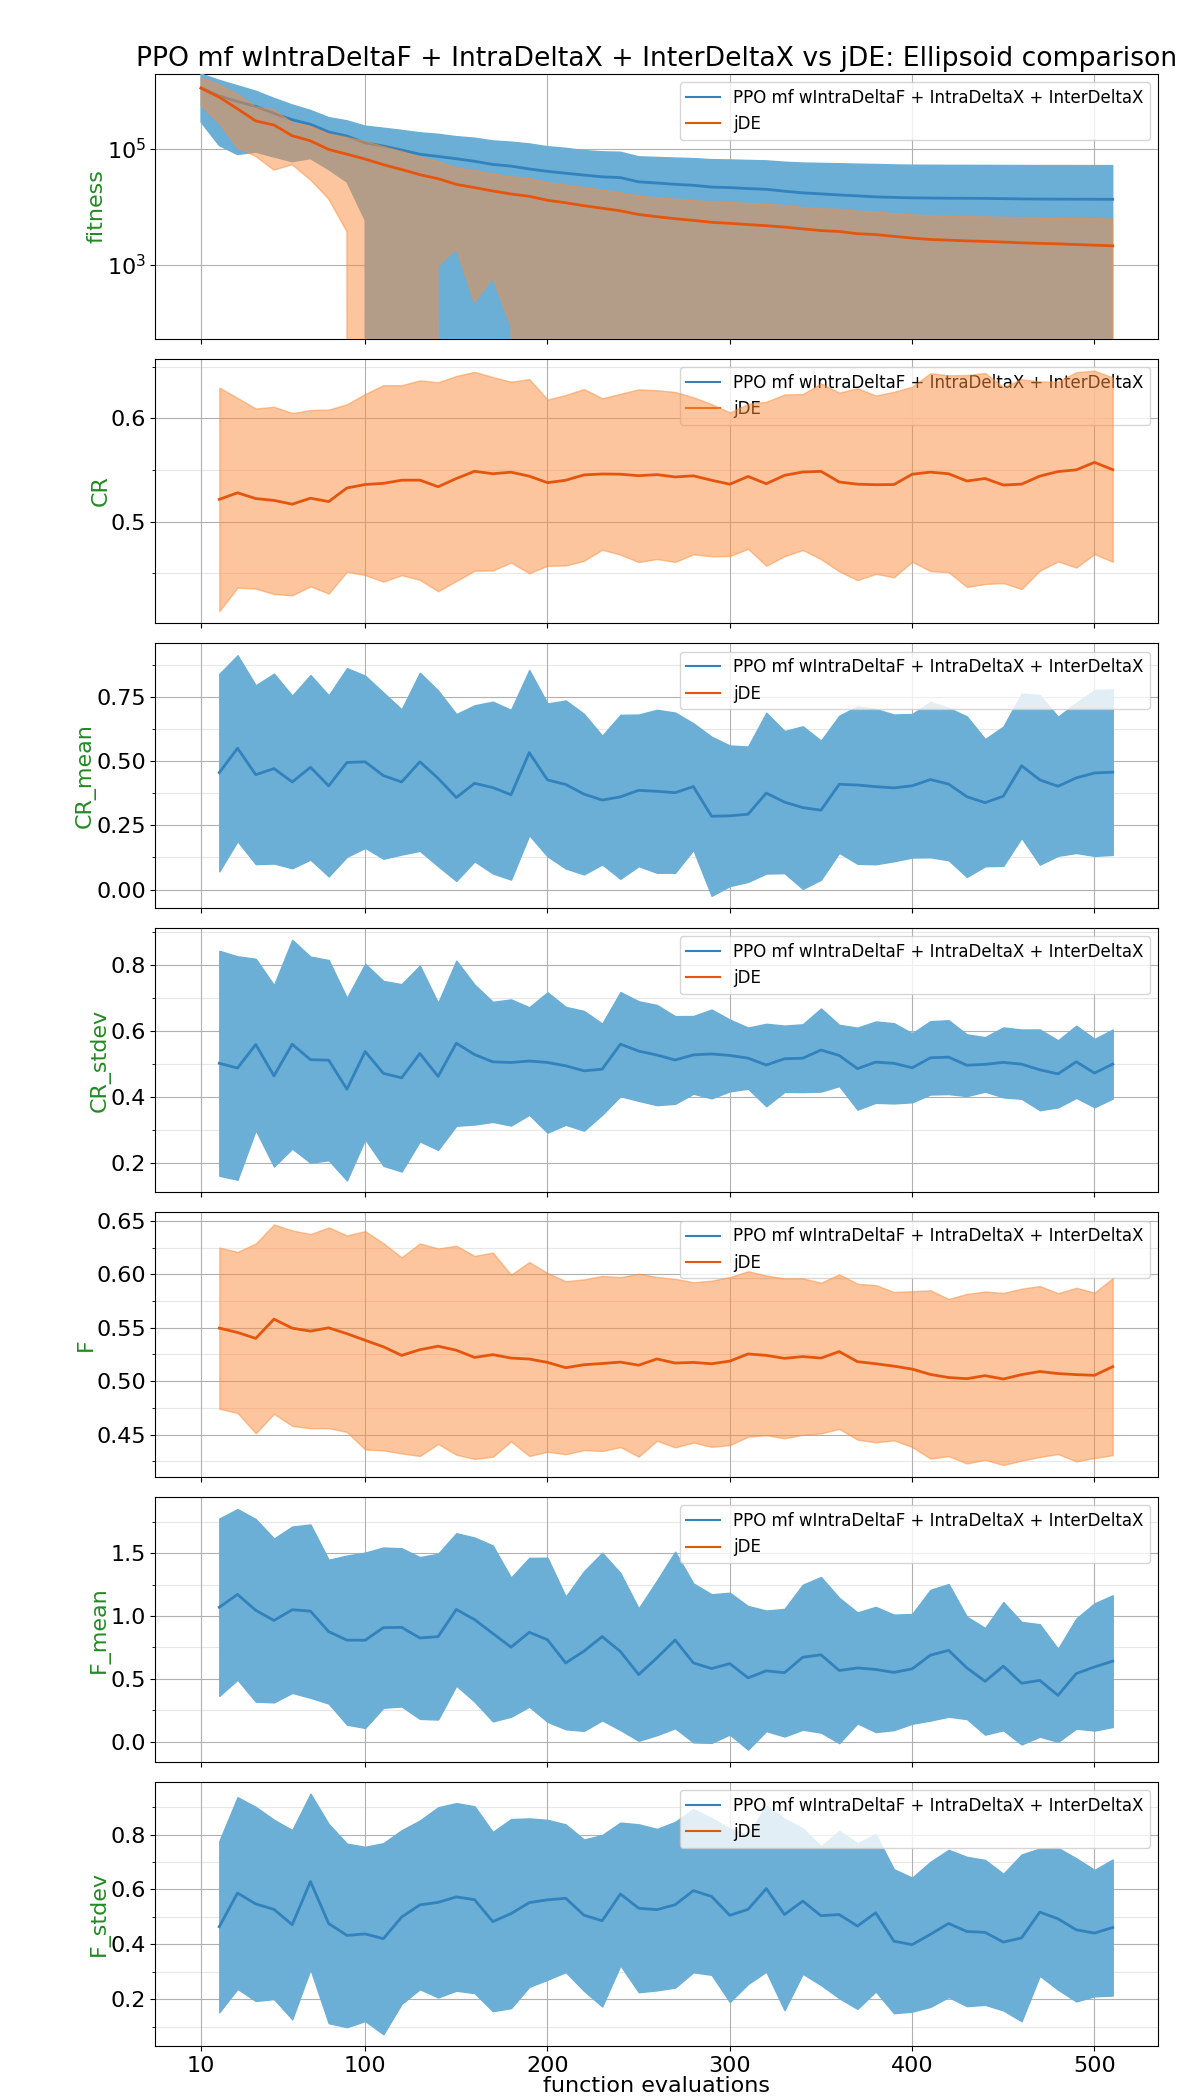 PPO mf wIntraDeltaF + IntraDeltaX + InterDeltaX vs jDE: Ellipsoid comparison
PPO mf wIntraDeltaF + IntraDeltaX + InterDeltaX
jDE
10⁵
10³
fitness
PPO mf wIntraDeltaF + IntraDeltaX + InterDeltaX
jDE
0.6
0.5
CR
PPO mf wIntraDeltaF + IntraDeltaX + InterDeltaX
jDE
0.75
0.50
0.25
0.00
CR_mean
PPO mf wIntraDeltaF + IntraDeltaX + InterDeltaX
jDE
0.8
0.6
0.4
0.2
CR_stdev
PPO mf wIntraDeltaF + IntraDeltaX + InterDeltaX
jDE
0.65
0.60
0.55
0.50
0.45
F
PPO mf wIntraDeltaF + IntraDeltaX + InterDeltaX
jDE
1.5
1.0
0.5
0.0
F_mean
PPO mf wIntraDeltaF + IntraDeltaX + InterDeltaX
jDE
0.8
0.6
0.4
0.2
F_stdev
10 100 200 300 400 500
function evaluations